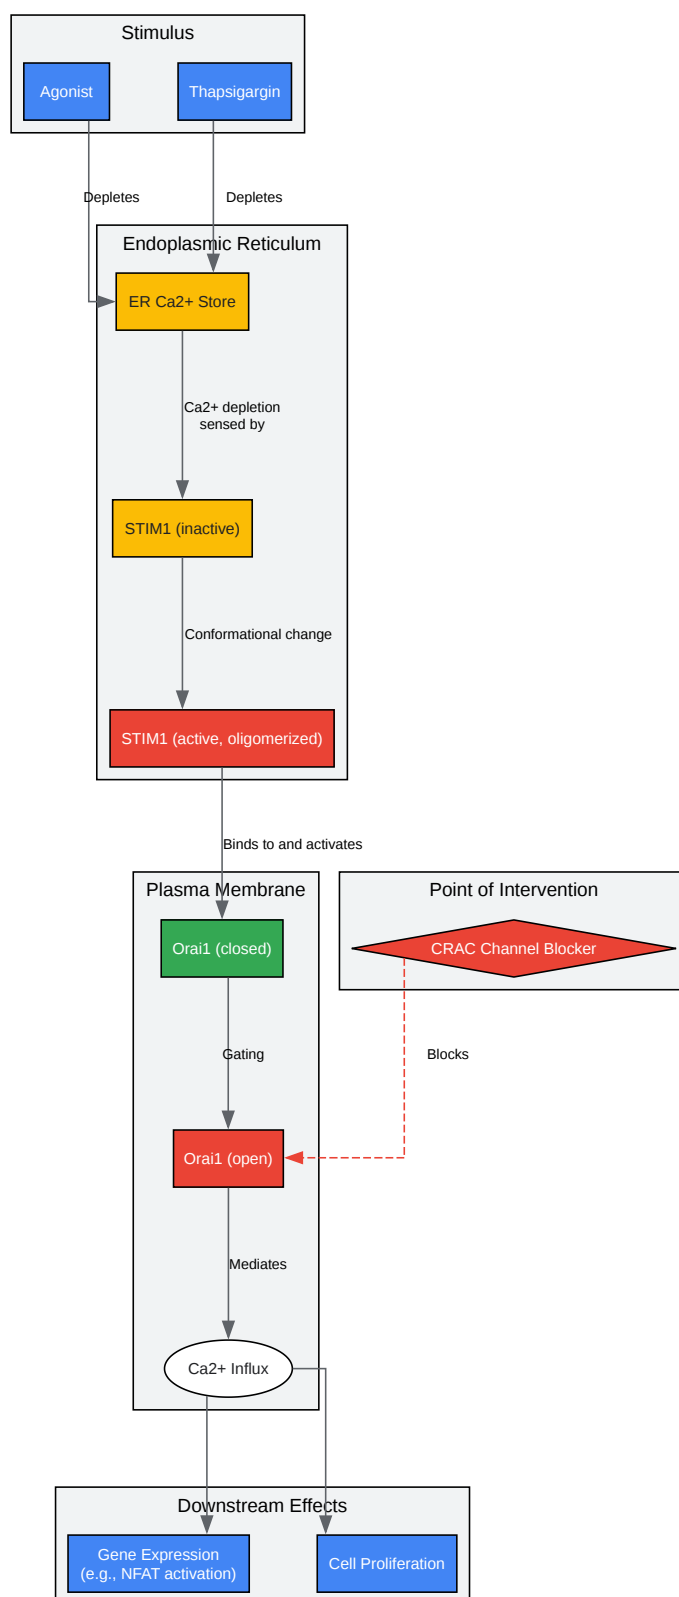 Stimulus
Agonist
Thapsigargin
Depletes
Depletes
Endoplasmic Reticulum
ER Ca2+ Store
Ca2+ depletion
sensed by
STIM1 (inactive)
Conformational change
STIM1 (active, oligomerized)
Binds to and activates
Plasma Membrane
Point of Intervention
Orai1 (closed)
CRAC Channel Blocker
Gating
Blocks
Orai1 (open)
Mediates
Ca2+ Influx
Downstream Effects
Gene Expression
(e.g., NFAT activation)
Cell Proliferation